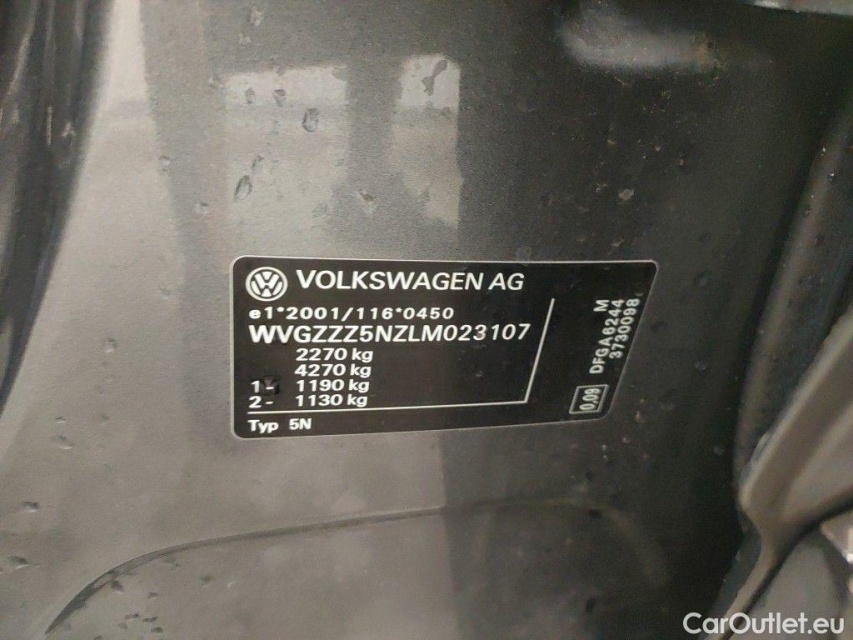 VOLKSWAGEN AG
e1*2001/116*0450
WVGZZZ5NZLM023107
2270 kg
4270 kg
1- 1190 kg
2- 1130 kg
Typ 5N
M
DFGA6244
3730098
0,09
CarOutlet.eu